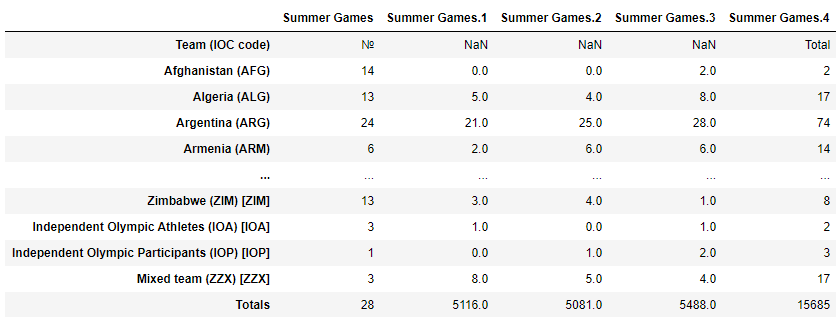 Summer Games Summer Games.1 Summer Games.2 Summer Games.3 Summer Games.4
Team (IOC code) № NaN NaN NaN Total
Afghanistan (AFG) 14 0.0 0.0 2.0 2
Algeria (ALG) 13 5.0 4.0 8.0 17
Argentina (ARG) 24 21.0 25.0 28.0 74
Armenia (ARM) 6 2.0 6.0 6.0 14
... ... ... ... ... ...
Zimbabwe (ZIM) [ZIM] 13 3.0 4.0 1.0 8
Independent Olympic Athletes (IOA) [IOA] 3 1.0 0.0 1.0 2
Independent Olympic Participants (IOP) [IOP] 1 0.0 1.0 2.0 3
Mixed team (ZZX) [ZZX] 3 8.0 5.0 4.0 17
Totals 28 5116.0 5081.0 5488.0 15685